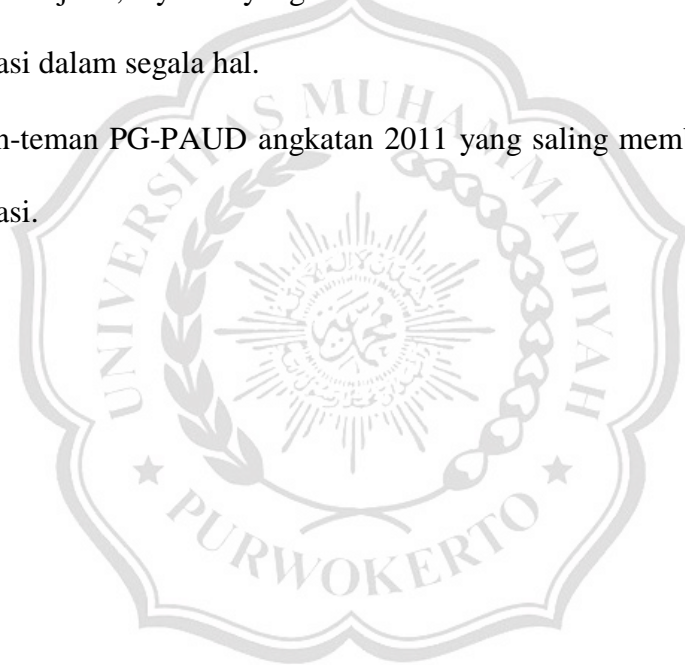 asi dalam segala hal.
n-teman PG-PAUD angkatan 2011 yang saling memb
asi.
UNIVERSITAS MUHAMMADIYAH
PURWOKERTO